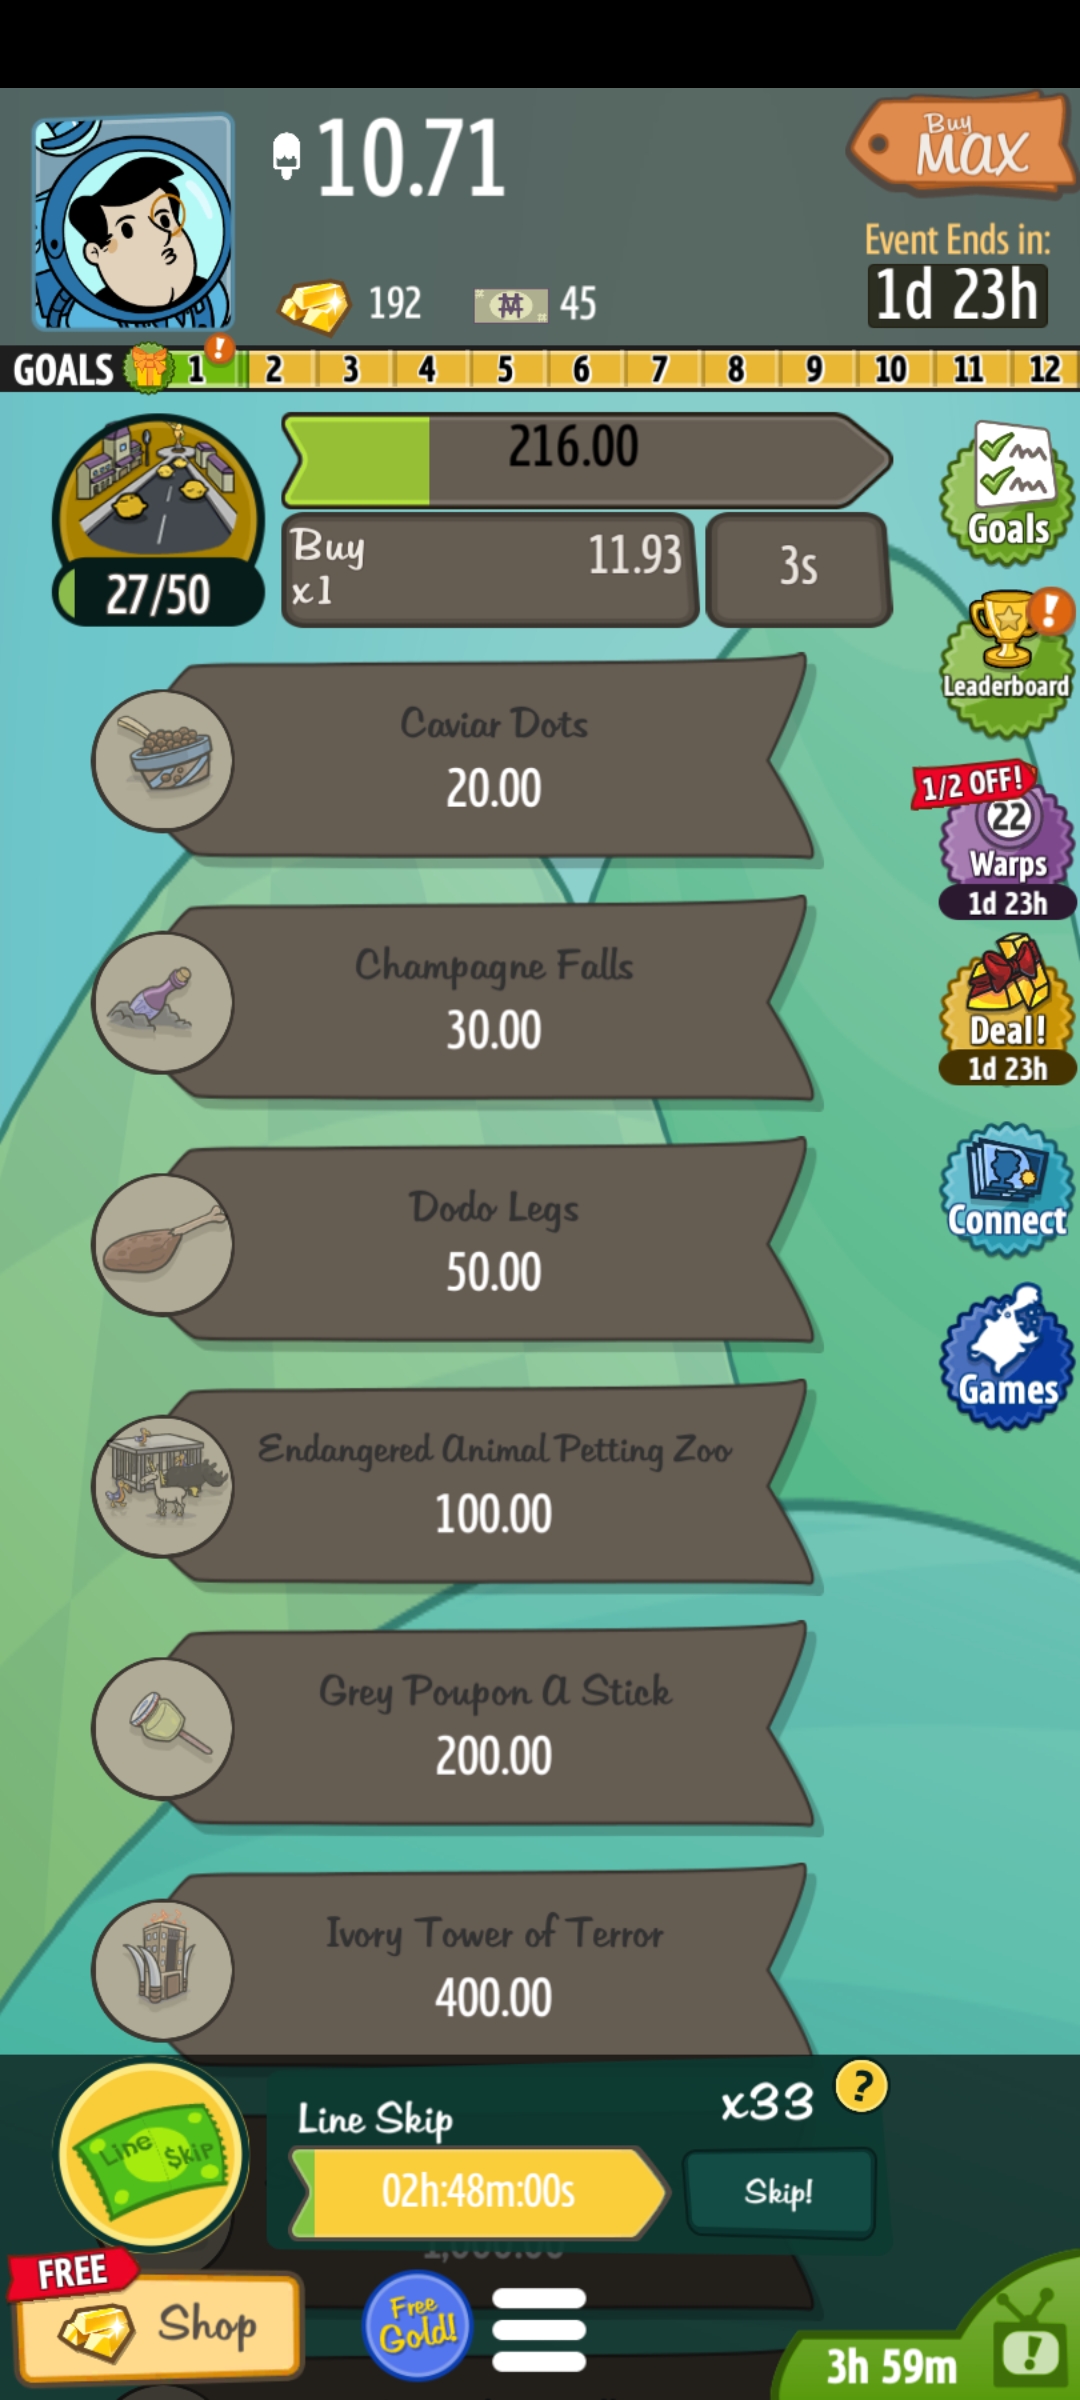 10.71
Buy
Max
192
45
Event Ends in:
1d 23h
GOALS 1 ! 2 3 4 5 6 7 8 9 10 11 12
216.00
Buy
x1
11.93
3s
27/50
Goals
!
Leaderboard
Caviar Dots
20.00
1/2 OFF!
22
Warps
1d 23h
Champagne Falls
30.00
Deal!
1d 23h
Dodo Legs
50.00
Connect
Games
Endangered Animal Petting Zoo
100.00
Grey Poupon A Stick
200.00
Ivory Tower of Terror
400.00
Line $kip
Line Skip
x33
?
02h:48m:00s
Skip!
FREE
Shop
Free
Gold!
3h 59m
!